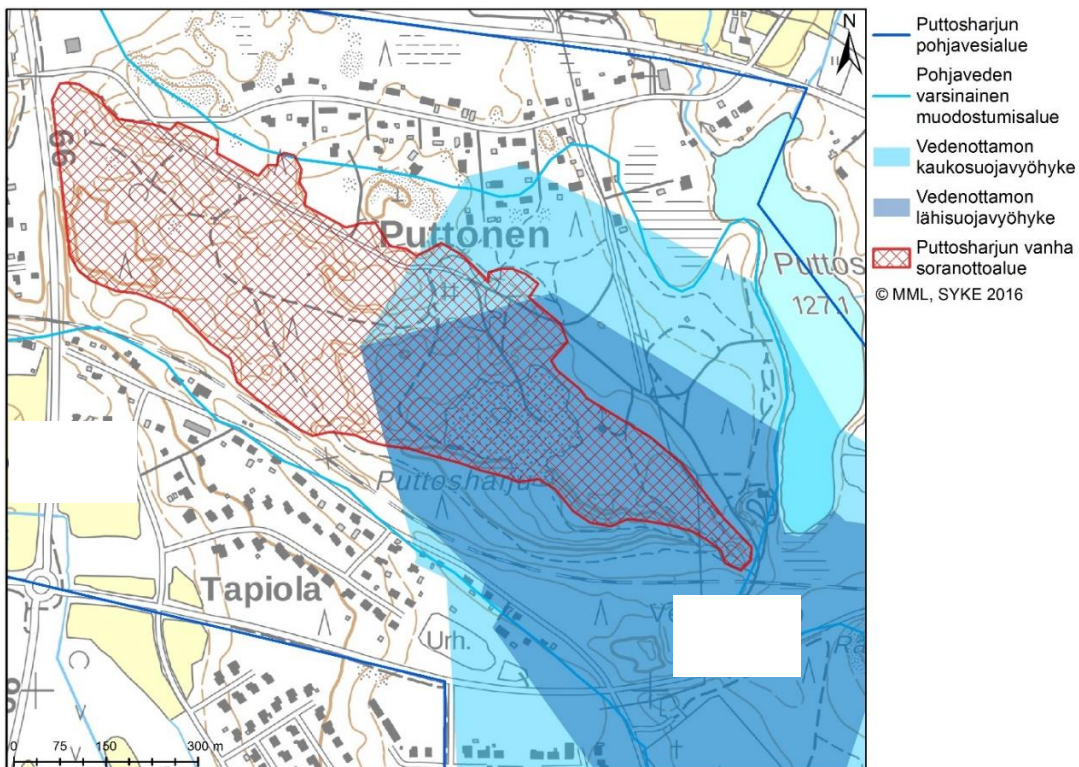 N
Puttosharjun
pohjavesialue
Pohjaveden
varsinainen
muodostumisalue
Vedenottamon
kaukosuojavyöhyke
Vedenottamon
lähisuojavyöhyke
Puttosharjun vanha
soranottoalue
© MML, SYKE 2016
66
Puttonen
Puttos
127.1
Puttosharju
Tapiola
Urh.
0 75 150 300 m